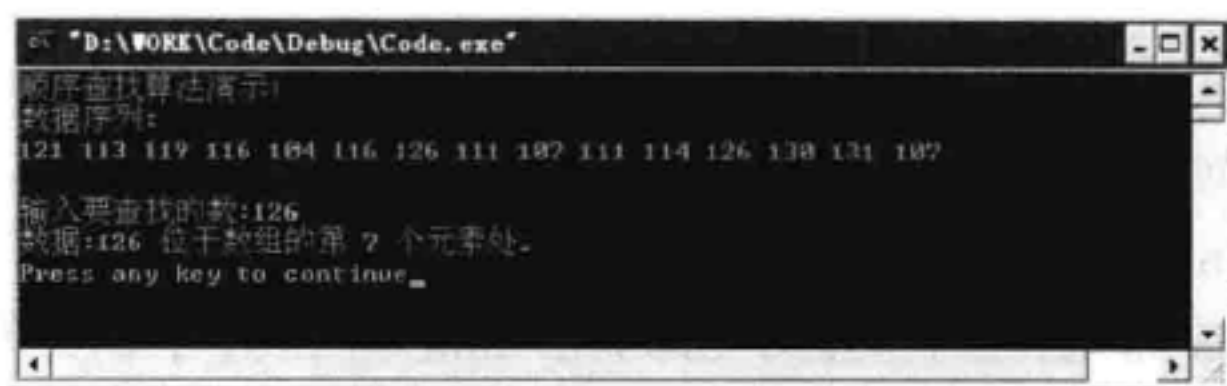 "D:\WORK\Code\Debug\Code.exe"
顺序查找算法演示!
数据序列:
121 113 119 116 104 116 126 111 107 111 114 126 130 131 107
输入要查找的数:126
数据:126 位于数组的第 7 个元素处.
Press any key to continue